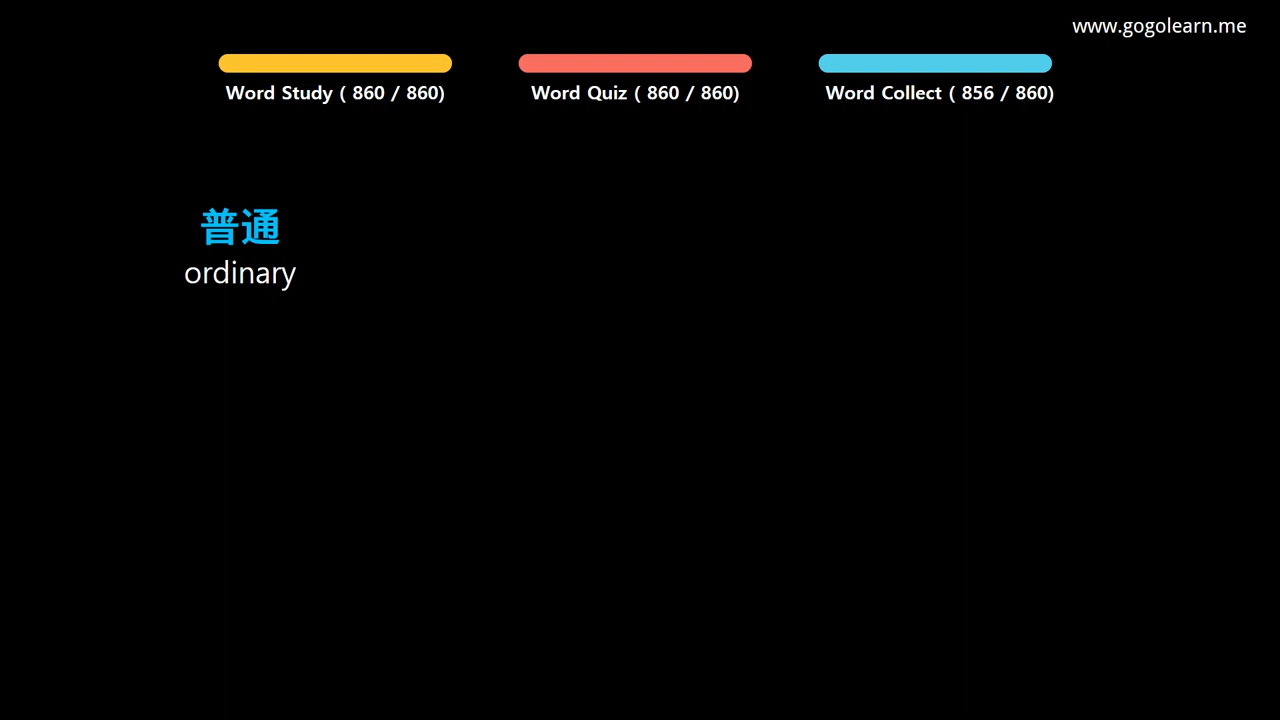 www.gogolearn.me
Word Study ( 860 / 860)
Word Quiz ( 860 / 860)
Word Collect ( 856 / 860)
普通
ordinary